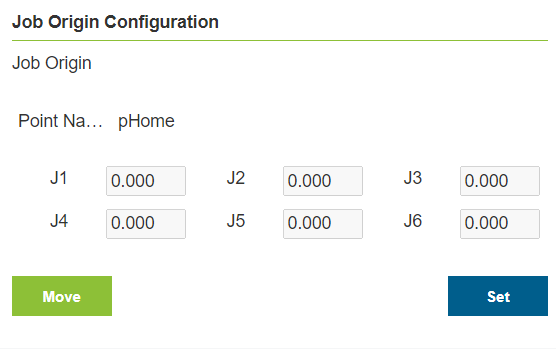 Job Origin Configuration
Job Origin
Point Na... pHome
J1 0.000 J2 0.000 J3 0.000
J4 0.000 J5 0.000 J6 0.000
Move Set